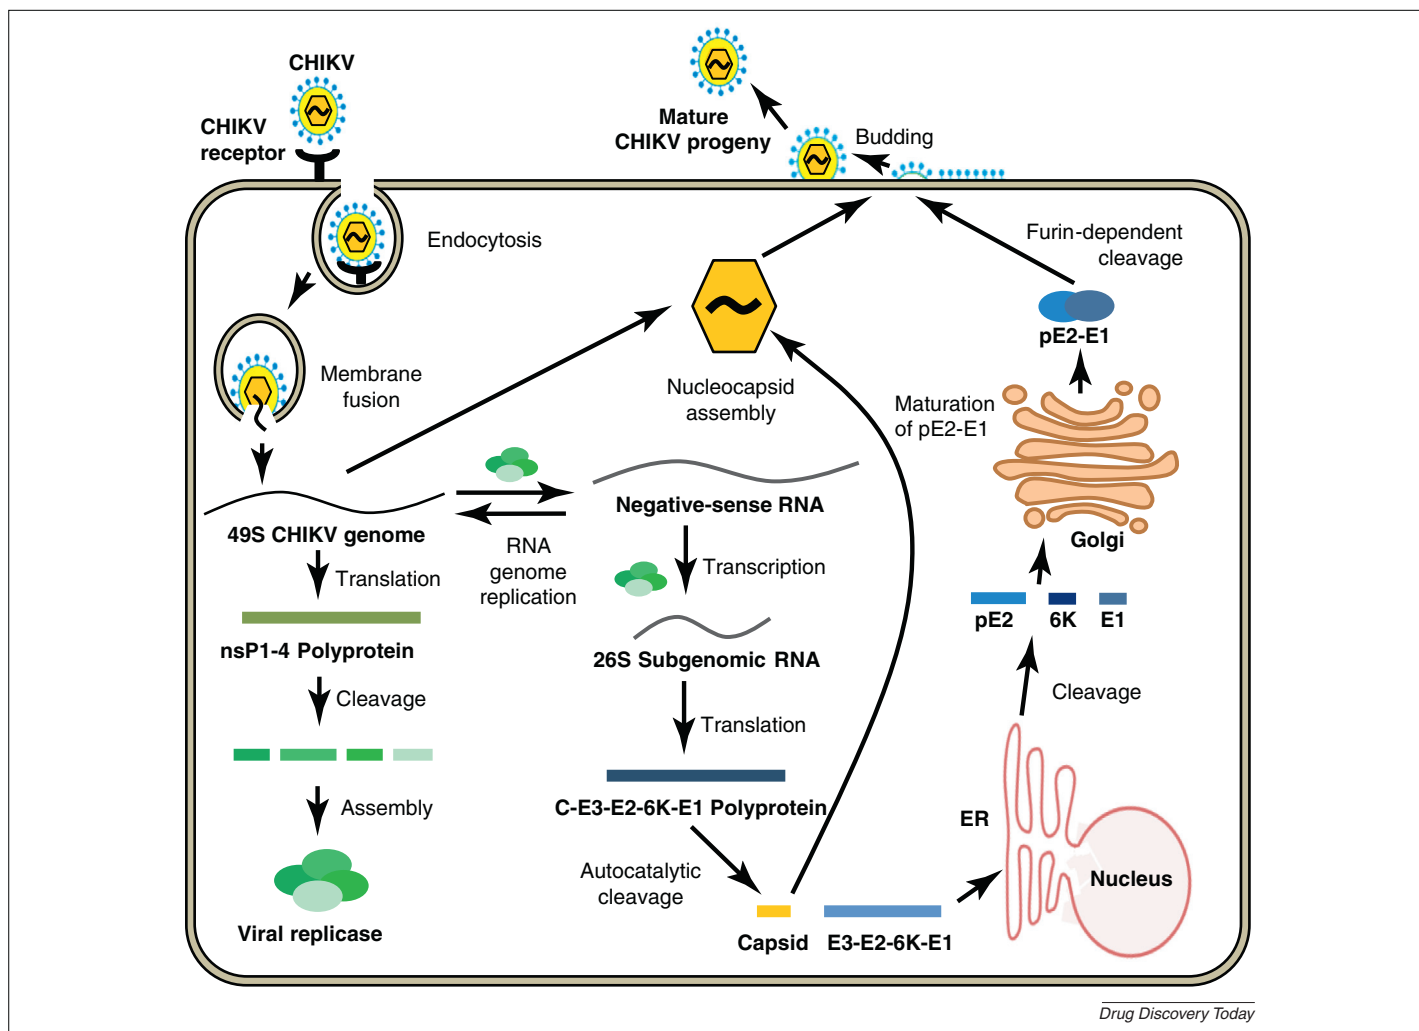 CHIKV
CHIKV
receptor
Endocytosis
Membrane
fusion
49S CHIKV genome
Translation
nsP1-4 Polyprotein
Cleavage
Assembly
Viral replicase
RNA
genome
replication
Negative-sense RNA
Transcription
26S Subgenomic RNA
Translation
C-E3-E2-6K-E1 Polyprotein
Autocatalytic
cleavage
Capsid
E3-E2-6K-E1
Nucleocapsid
assembly
ER
Nucleus
Cleavage
pE2
6K
E1
Golgi
Maturation
of pE2-E1
pE2-E1
Furin-dependent
cleavage
Budding
Mature
CHIKV progeny
Drug Discovery Today